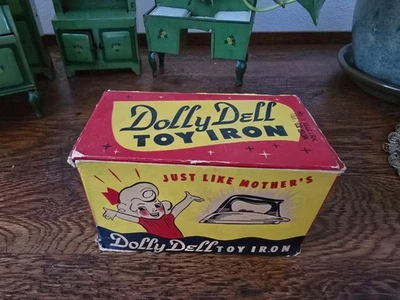 Dolly Dell
TOY IRON
JUST LIKE MOTHER'S
Dolly Dell TOY IRON